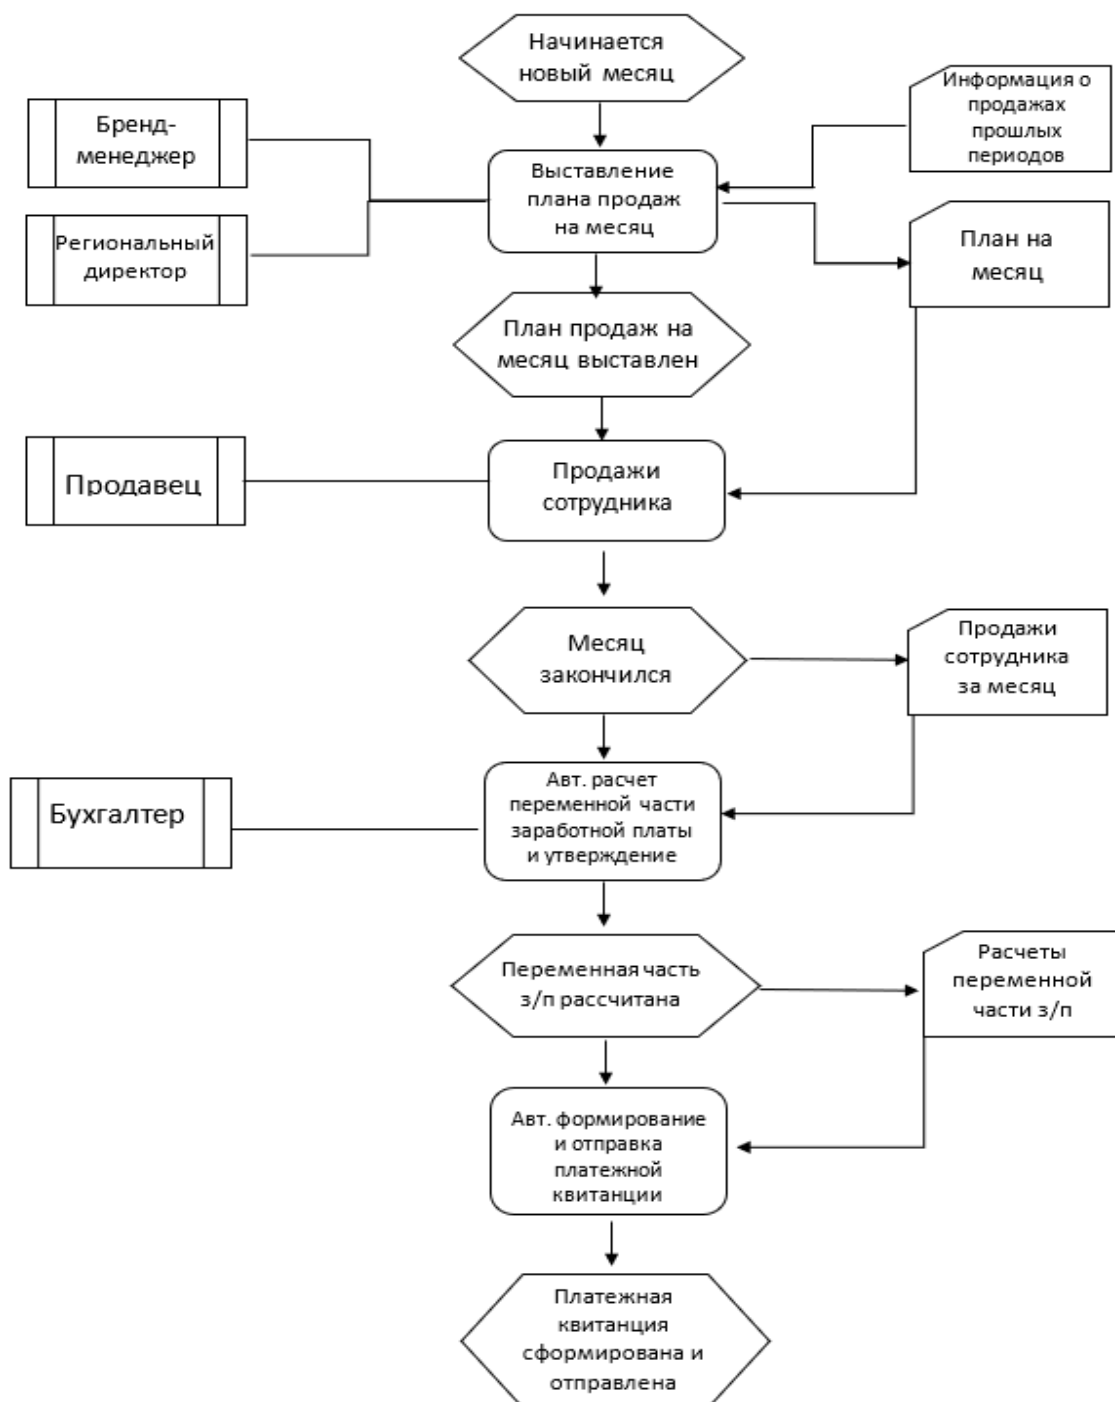 Начинается
новый месяц
Информация о
продажах
прошлых
периодов
Бренд-
менеджер
Выставление
плана продаж
на месяц
Региональный
директор
План на
месяц
План продаж на
месяц выставлен
Продавец
Продажи
сотрудника
Месяц
закончился
Продажи
сотрудника
за месяц
Бухгалтер
Авт. расчет
переменной части
заработной платы
и утверждение
Переменная часть
з/п рассчитана
Расчеты
переменной
части з/п
Авт. формирование
и отправка
платежной
квитанции
Платежная
квитанция
сформирована и
отправлена